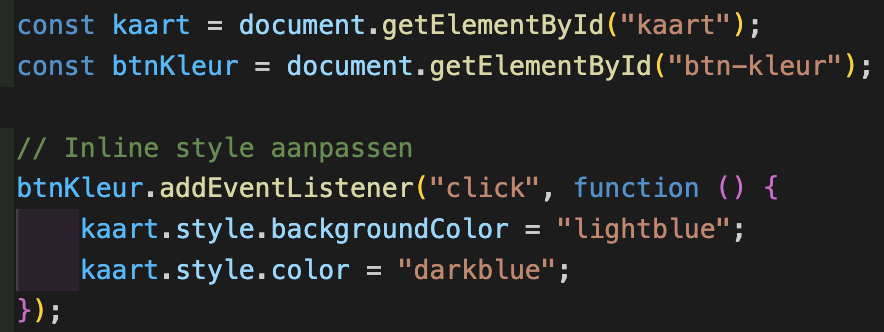 const kaart = document.getElementById("kaart");
const btnKleur = document.getElementById("btn-kleur");
// Inline style aanpassen
btnKleur.addEventListener("click", function () {
    kaart.style.backgroundColor = "lightblue";
    kaart.style.color = "darkblue";
});